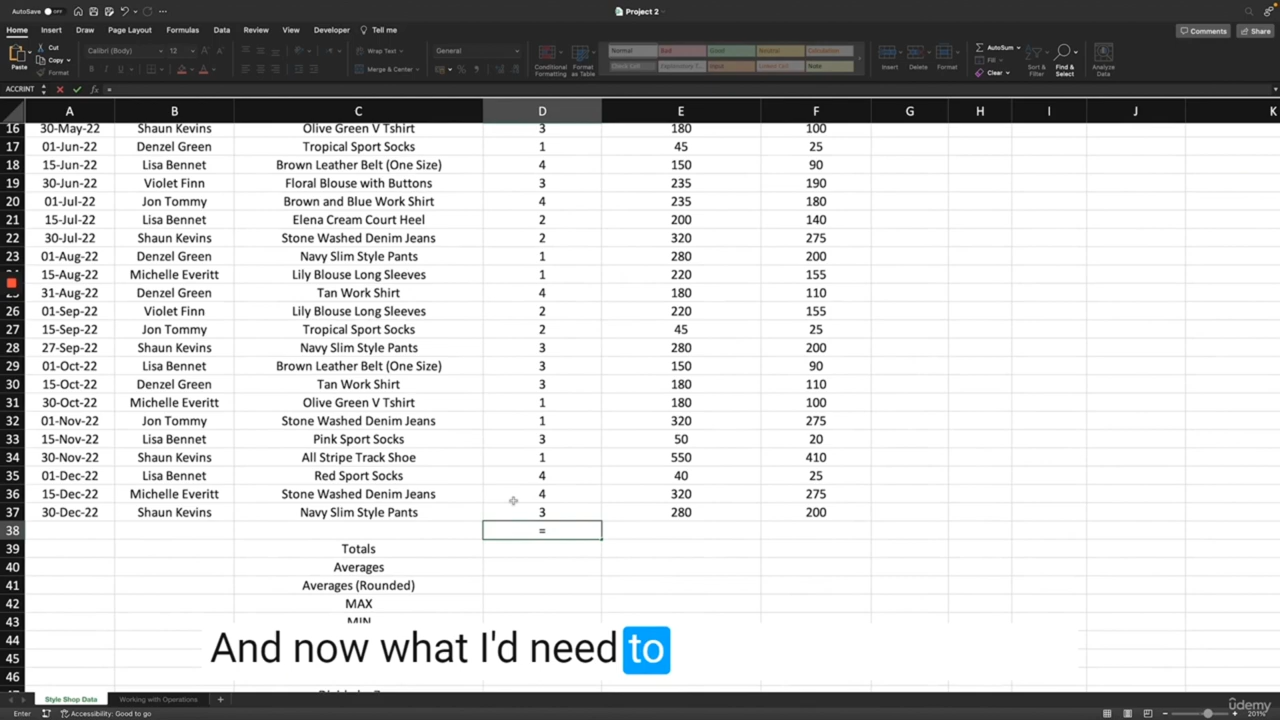 AutoSave OFF
Project 2
Home Insert Draw Page Layout Formulas Data Review View Developer Tell me
Comments Share
Paste
Cut
Copy
Format
Calibri (Body) 12
Wrap Text
Merge & Center
General
Conditional Formatting
Format as Table
Normal Bad Good Neutral Calculation
Check Cell Explanatory T... Input Linked Cell Note
Insert Delete Format
AutoSum
Fill
Clear
Sort & Filter
Find & Select
Analyze Data
ACCRINT fx =
A B C D E F G H I J K
16 30-May-22 Shaun Kevins Olive Green V Tshirt 3 180 100
17 01-Jun-22 Denzel Green Tropical Sport Socks 1 45 25
18 15-Jun-22 Lisa Bennet Brown Leather Belt (One Size) 4 150 90
19 30-Jun-22 Violet Finn Floral Blouse with Buttons 3 235 190
20 01-Jul-22 Jon Tommy Brown and Blue Work Shirt 4 235 180
21 15-Jul-22 Lisa Bennet Elena Cream Court Heel 2 200 140
22 30-Jul-22 Shaun Kevins Stone Washed Denim Jeans 2 320 275
23 01-Aug-22 Denzel Green Navy Slim Style Pants 1 280 200
15-Aug-22 Michelle Everitt Lily Blouse Long Sleeves 1 220 155
31-Aug-22 Denzel Green Tan Work Shirt 4 180 110
26 01-Sep-22 Violet Finn Lily Blouse Long Sleeves 2 220 155
27 15-Sep-22 Jon Tommy Tropical Sport Socks 2 45 25
28 27-Sep-22 Shaun Kevins Navy Slim Style Pants 3 280 200
29 01-Oct-22 Lisa Bennet Brown Leather Belt (One Size) 3 150 90
30 15-Oct-22 Denzel Green Tan Work Shirt 3 180 110
31 30-Oct-22 Michelle Everitt Olive Green V Tshirt 1 180 100
32 01-Nov-22 Jon Tommy Stone Washed Denim Jeans 1 320 275
33 15-Nov-22 Lisa Bennet Pink Sport Socks 3 50 20
34 30-Nov-22 Shaun Kevins All Stripe Track Shoe 1 550 410
35 01-Dec-22 Lisa Bennet Red Sport Socks 4 40 25
36 15-Dec-22 Michelle Everitt Stone Washed Denim Jeans 4 320 275
37 30-Dec-22 Shaun Kevins Navy Slim Style Pants 3 280 200
38 =
39 Totals
40 Averages
41 Averages (Rounded)
42 MAX
43 MIN
44
45
46
And now what I'd need to
Style Shop Data Working with Operations +
Enter Accessibility: Good to go 201%
udemy